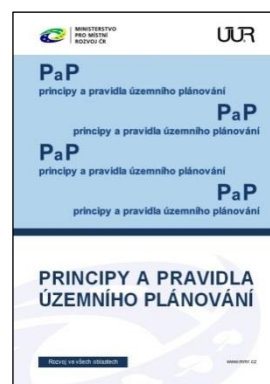 MINISTERSTVO
PRO MÍSTNÍ
ROZVOJ ČR
UUR
PaP
principy a pravidla územního plánování
PaP
principy a pravidla územního plánování
PaP
principy a pravidla územního plánování
PaP
principy a pravidla územního plánování
PRINCIPY A PRAVIDLA
ÚZEMNÍHO PLÁNOVÁNÍ
Rozvoj ve všech oblastech
www.mmr.cz